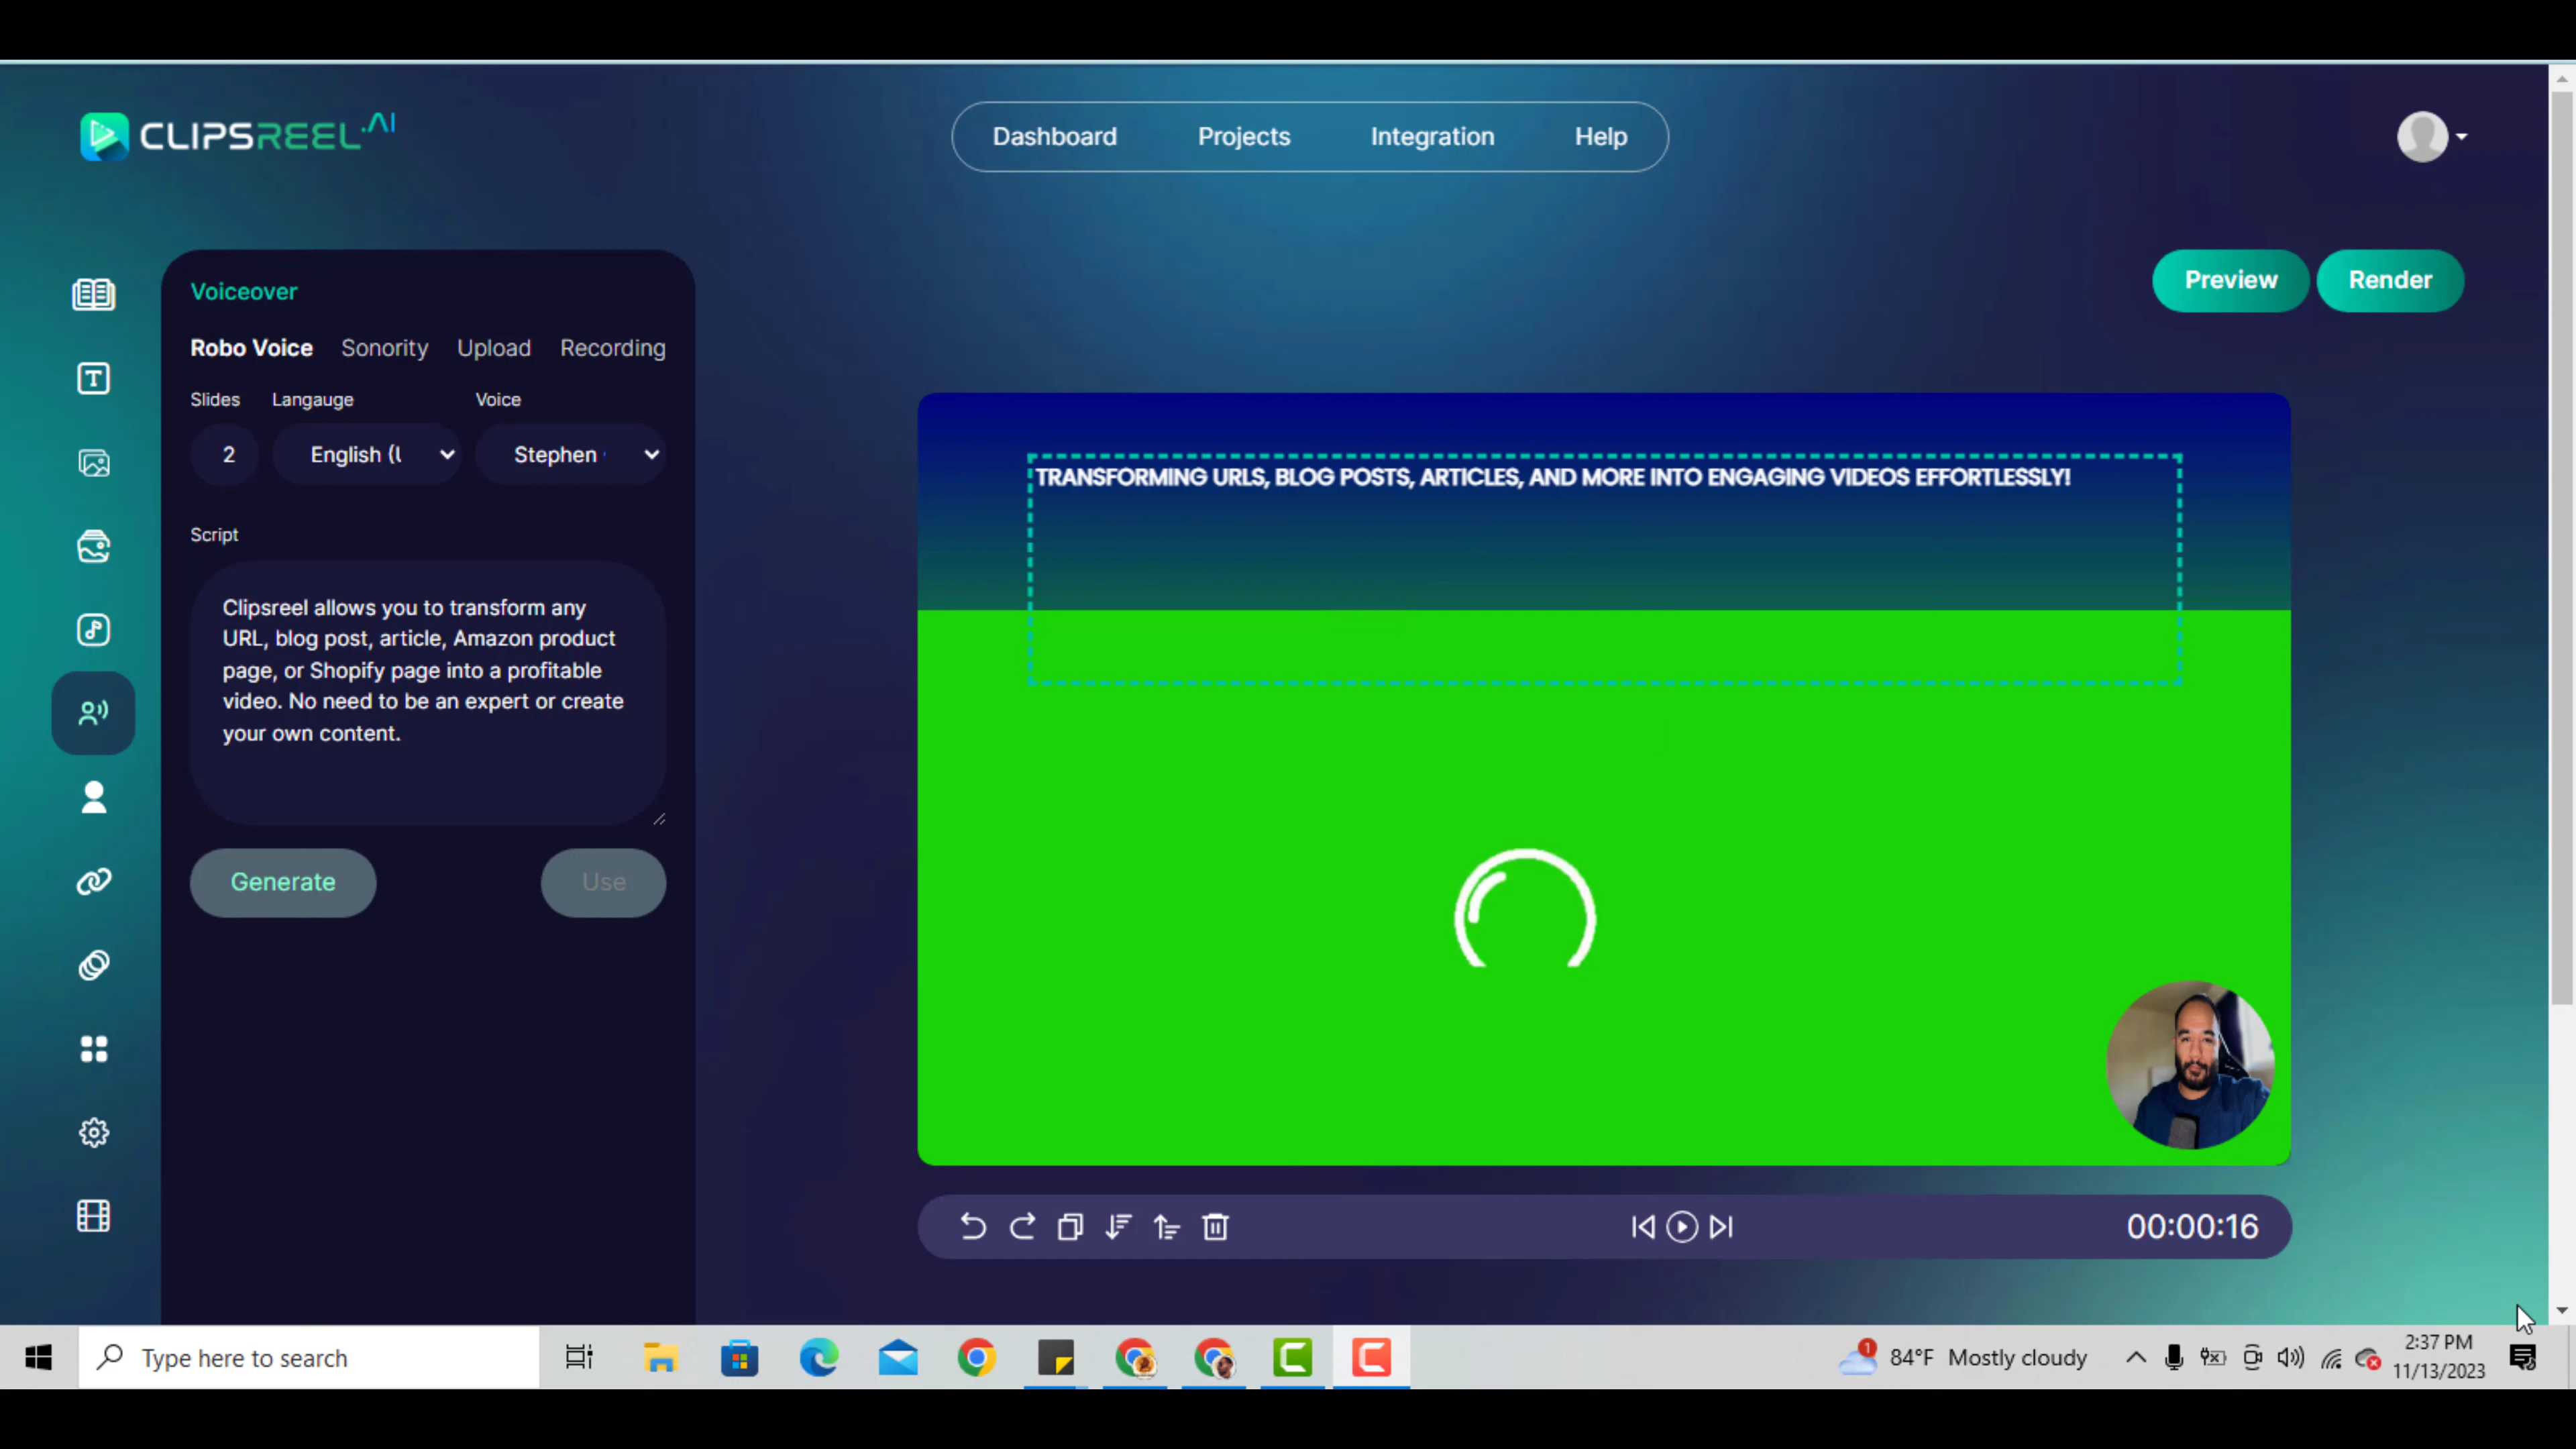 CLIPSREEL.AI
Dashboard Projects Integration Help
Preview Render
Voiceover
Robo Voice Sonority Upload Recording
Slides Langauge Voice
2 English (U Stephen
Script
Clipsreel allows you to transform any
URL, blog post, article, Amazon product
page, or Shopify page into a profitable
video. No need to be an expert or create
your own content.
Generate Use
TRANSFORMING URLS, BLOG POSTS, ARTICLES, AND MORE INTO ENGAGING VIDEOS EFFORTLESSLY!
00:00:16
Type here to search
1
84°F Mostly cloudy
2:37 PM
11/13/2023